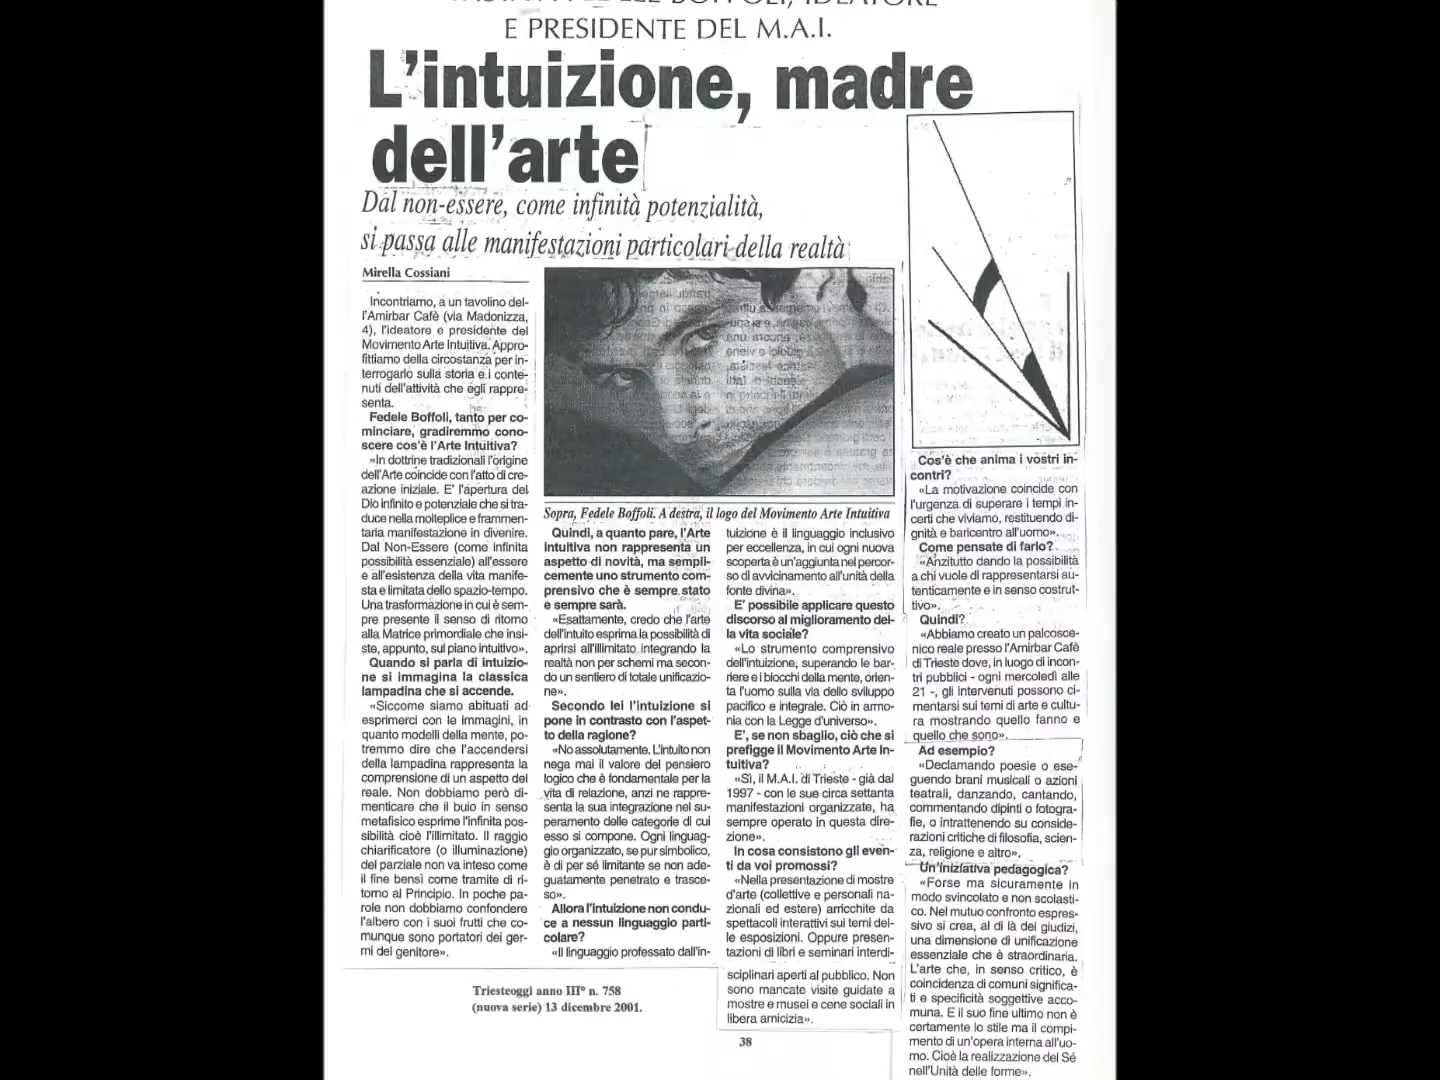 E PRESIDENTE DEL M.A.I.
L'intuizione, madre
dell'arte
Dal non-essere, come infinità potenzialità,
si passa alle manifestazioni particolari della realtà
Mirella Cossiani
Incontriamo, a un tavolino del-
l'Amirbar Cafè (via Madonizza,
4), l'ideatore e presidente del
Movimento Arte Intuitiva. Appro-
fittiamo della circostanza per in-
terrogarlo sulla storia e i conte-
nuti dell'attività che egli rappre-
senta.
Fedele Boffoli, tanto per co-
minciare, gradiremmo cono-
scere cos'è l'Arte Intuitiva?
«In dottrine tradizionali l'origine
dell'Arte coincide con l'atto di cre-
azione iniziale. E' l'apertura del
Dio infinito e potenziale che si tra-
duce nella molteplice e frammen-
taria manifestazione in divenire.
Dal Non-Essere (come infinita
possibilità essenziale) all'essere
e all'esistenza della vita manife-
sta e limitata dello spazio-tempo.
Una trasformazione in cui è sem-
pre presente il senso di ritorno
alla Matrice primordiale che insi-
ste, appunto, sul piano intuitivo».
Quando si parla di intuizio-
ne si immagina la classica
lampadina che si accende.
«Siccome siamo abituati ad
esprimerci con le immagini, in
quanto modelli della mente, po-
tremmo dire che l'accendersi
della lampadina rappresenta la
comprensione di un aspetto del
reale. Non dobbiamo però di-
menticare che il buio in senso
metafisico esprime l'infinita pos-
sibilità cioè l'illimitato. Il raggio
chiarificatore (o illuminazione)
del parziale non va inteso come
il fine bensì come tramite di ri-
torno al Principio. In poche pa-
role non dobbiamo confondere
l'albero con i suoi frutti che co-
munque sono portatori dei ger-
mi del genitore».
Sopra, Fedele Boffoli. A destra, il logo del Movimento Arte Intuitiva
Quindi, a quanto pare, l'Arte
Intuitiva non rappresenta un
aspetto di novità, ma sempli-
cemente uno strumento com-
prensivo che è sempre stato
e sempre sarà.
«Esattamente, credo che l'arte
dell'intuito esprima la possibilità di
aprirsi all'illimitato integrando la
realtà non per schemi ma secon-
do un sentiero di totale unificazio-
ne».
Secondo lei l'intuizione si
pone in contrasto con l'aspet-
to della ragione?
«No assolutamente. L'intuito non
nega mai il valore del pensiero
logico che è fondamentale per la
vita di relazione, anzi ne rappre-
senta la sua integrazione nel su-
peramento delle categorie di cui
esso si compone. Ogni linguag-
gio organizzato, se pur simbolico,
è di per sé limitante se non ade-
guatamente penetrato e trasce-
so».
Allora l'intuizione non condu-
ce a nessun linguaggio parti-
colare?
«Il linguaggio professato dall'in-
tuizione è il linguaggio inclusivo
per eccellenza, in cui ogni nuova
scoperta è un'aggiunta nel percor-
so di avvicinamento all'unità della
fonte divina».
E' possibile applicare questo
discorso al miglioramento del-
la vita sociale?
«Lo strumento comprensivo
dell'intuizione, superando le bar-
riere e i blocchi della mente, orien-
ta l'uomo sulla via dello sviluppo
pacifico e integrale. Ciò in armo-
nia con la Legge d'universo».
E', se non sbaglio, ciò che si
prefigge il Movimento Arte In-
tuitiva?
«Sì, il M.A.I. di Trieste - già dal
1997 - con le sue circa settanta
manifestazioni organizzate, ha
sempre operato in questa dire-
zione».
In cosa consistono gli even-
ti da voi promossi?
«Nella presentazione di mostre
d'arte (collettive e personali na-
zionali ed estere) arricchite da
spettacoli interattivi sui temi del-
le esposizioni. Oppure presen-
tazioni di libri e seminari interdi-
sciplinari aperti al pubblico. Non
sono mancate visite guidate a
mostre e musei e cene sociali in
libera amicizia».
Cos'è che anima i vostri in-
contri?
«La motivazione coincide con
l'urgenza di superare i tempi in-
certi che viviamo, restituendo di-
gnità e baricentro all'uomo».
Come pensate di farlo?
«Anzitutto dando la possibilità
a chi vuole di rappresentarsi au-
tenticamente e in senso costrut-
tivo».
Quindi?
«Abbiamo creato un palcosce-
nico reale presso l'Amirbar Cafè
di Trieste dove, in luogo di incon-
tri pubblici - ogni mercoledì alle
21 -, gli intervenuti possono ci-
mentarsi sui temi di arte e cultu-
ra mostrando quello fanno e
quello che sono».
Ad esempio?
«Declamando poesie o ese-
guendo brani musicali o azioni
teatrali, danzando, cantando,
commentando dipinti o fotogra-
fie, o intrattenendo su conside-
razioni critiche di filosofia, scien-
za, religione e altro».
Un'iniziativa pedagogica?
«Forse ma sicuramente in
modo svincolato e non scolasti-
co. Nel mutuo confronto espres-
sivo si crea, al di là dei giudizi,
una dimensione di unificazione
essenziale che è straordinaria.
L'arte che, in senso critico, è
coincidenza di comuni significa-
ti e specificità soggettive acco-
muna. E il suo fine ultimo non è
certamente lo stile ma il compi-
mento di un'opera interna all'uo-
mo. Cioè la realizzazione del Sé
nell'Unità delle forme».
Triesteoggi anno III° n. 758
(nuova serie) 13 dicembre 2001.
38